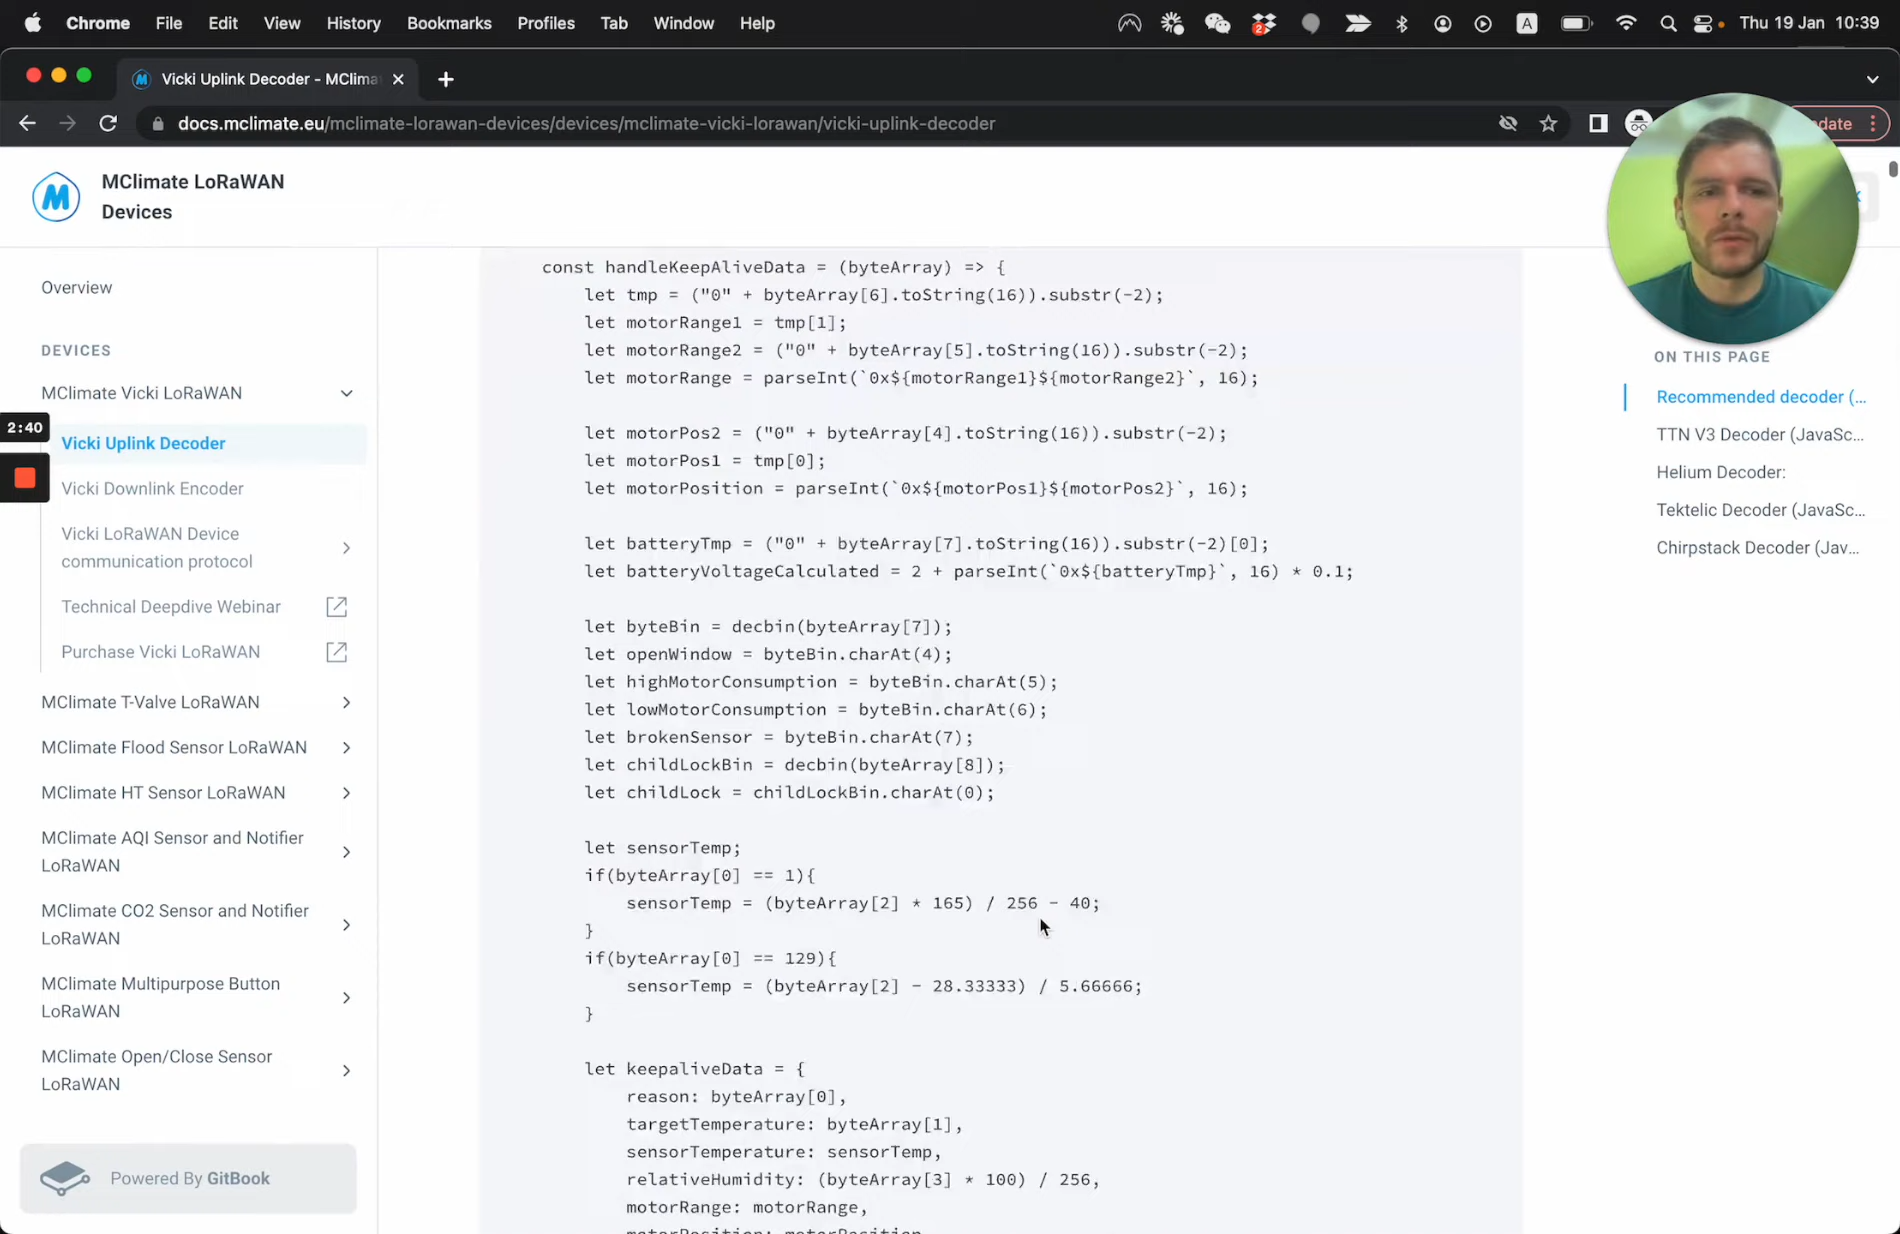 Chrome File Edit View History Bookmarks Profiles Tab Window Help
2
A
Thu 19 Jan 10:39
Vicki Uplink Decoder - MClima
docs.mclimate.eu/mclimate-lorawan-devices/devices/mclimate-vicki-lorawan/vicki-uplink-decoder
date
MClimate LoRaWAN
Devices
Overview
DEVICES
MClimate Vicki LoRaWAN
2:40
Vicki Uplink Decoder
Vicki Downlink Encoder
Vicki LoRaWAN Device
communication protocol
Technical Deepdive Webinar
Purchase Vicki LoRaWAN
MClimate T-Valve LoRaWAN
MClimate Flood Sensor LoRaWAN
MClimate HT Sensor LoRaWAN
MClimate AQI Sensor and Notifier
LoRaWAN
MClimate CO2 Sensor and Notifier
LoRaWAN
MClimate Multipurpose Button
LoRaWAN
MClimate Open/Close Sensor
LoRaWAN
Powered By GitBook
const handleKeepAliveData = (byteArray) => {
let tmp = ("0" + byteArray[6].toString(16)).substr(-2);
let motorRange1 = tmp[1];
let motorRange2 = ("0" + byteArray[5].toString(16)).substr(-2);
let motorRange = parseInt(`0x${motorRange1}${motorRange2}`, 16);
let motorPos2 = ("0" + byteArray[4].toString(16)).substr(-2);
let motorPos1 = tmp[0];
let motorPosition = parseInt(`0x${motorPos1}${motorPos2}`, 16);
let batteryTmp = ("0" + byteArray[7].toString(16)).substr(-2)[0];
let batteryVoltageCalculated = 2 + parseInt(`0x${batteryTmp}`, 16) * 0.1;
let byteBin = decbin(byteArray[7]);
let openWindow = byteBin.charAt(4);
let highMotorConsumption = byteBin.charAt(5);
let lowMotorConsumption = byteBin.charAt(6);
let brokenSensor = byteBin.charAt(7);
let childLockBin = decbin(byteArray[8]);
let childLock = childLockBin.charAt(0);
let sensorTemp;
if(byteArray[0] == 1){
sensorTemp = (byteArray[2] * 165) / 256 - 40;
}
if(byteArray[0] == 129){
sensorTemp = (byteArray[2] - 28.33333) / 5.66666;
}
let keepaliveData = {
reason: byteArray[0],
targetTemperature: byteArray[1],
sensorTemperature: sensorTemp,
relativeHumidity: (byteArray[3] * 100) / 256,
motorRange: motorRange,
motorPosition: motorPosition
ON THIS PAGE
Recommended decoder (...
TTN V3 Decoder (JavaSc...
Helium Decoder:
Tektelic Decoder (JavaSc...
Chirpstack Decoder (Jav...